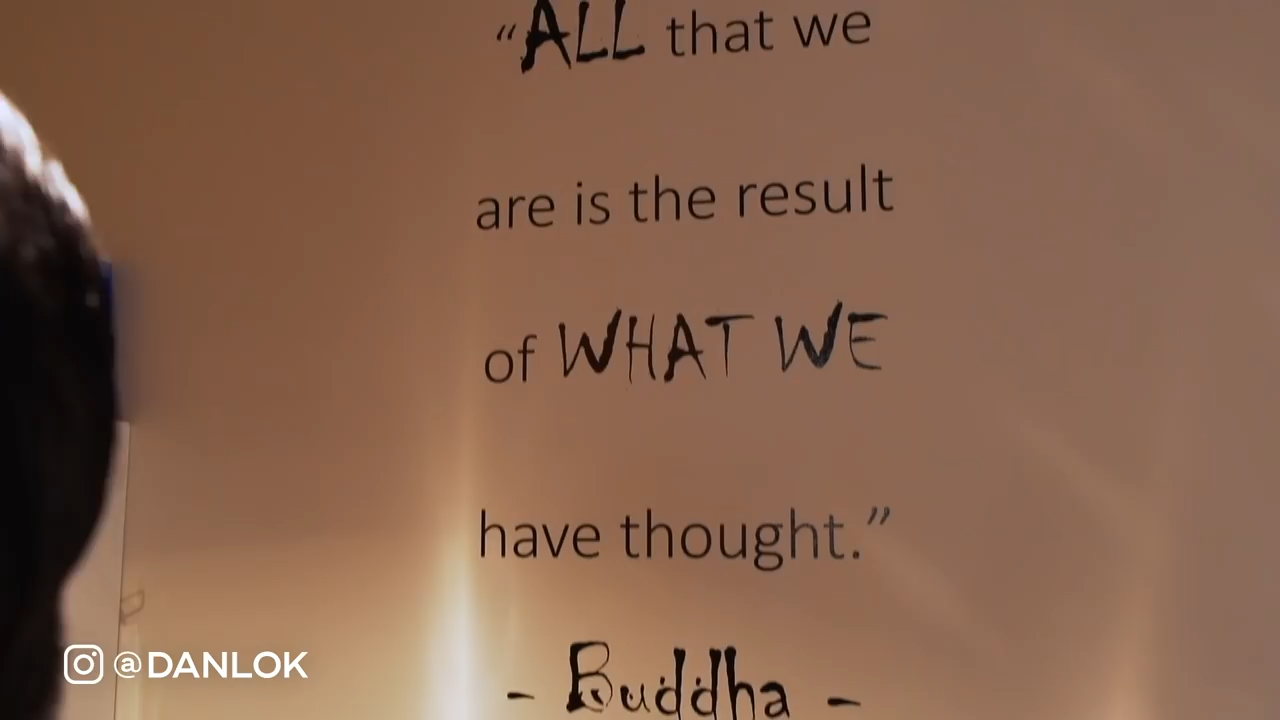 “ALL that we
are is the result
of WHAT WE
have thought.”
- Buddha -
@DANLOK